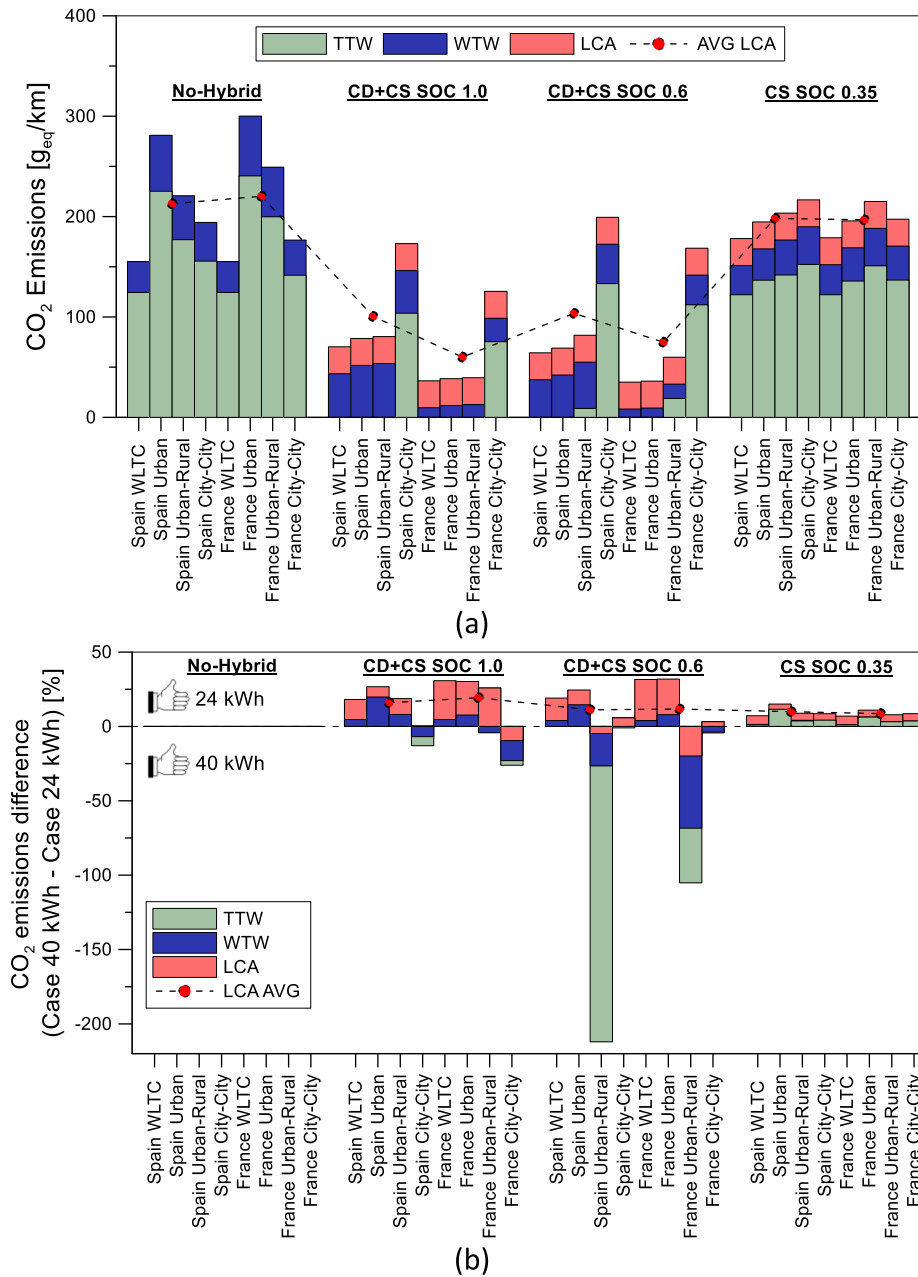 400
300
200
100
0
CO2 Emissions [geq/km]
TTW WTW LCA AVG LCA
No-Hybrid CD+CS SOC 1.0 CD+CS SOC 0.6 CS SOC 0.35
Spain WLTC
Spain Urban
Spain Urban-Rural
Spain City-City
France WLTC
France Urban
France Urban-Rural
France City-City
Spain WLTC
Spain Urban
Spain Urban-Rural
Spain City-City
France WLTC
France Urban
France Urban-Rural
France City-City
Spain WLTC
Spain Urban
Spain Urban-Rural
Spain City-City
France WLTC
France Urban
France Urban-Rural
France City-City
Spain WLTC
Spain Urban
Spain Urban-Rural
Spain City-City
France WLTC
France Urban
France Urban-Rural
France City-City
(a)
50
0
-50
-100
-150
-200
CO2 emissions difference
(Case 40 kWh - Case 24 kWh) [%]
No-Hybrid CD+CS SOC 1.0 CD+CS SOC 0.6 CS SOC 0.35
24 kWh
40 kWh
TTW
WTW
LCA
LCA AVG
Spain WLTC
Spain Urban
Spain Urban-Rural
Spain City-City
France WLTC
France Urban
France Urban-Rural
France City-City
Spain WLTC
Spain Urban
Spain Urban-Rural
Spain City-City
France WLTC
France Urban
France Urban-Rural
France City-City
Spain WLTC
Spain Urban
Spain Urban-Rural
Spain City-City
France WLTC
France Urban
France Urban-Rural
France City-City
Spain WLTC
Spain Urban
Spain Urban-Rural
Spain City-City
France WLTC
France Urban
France Urban-Rural
France City-City
(b)